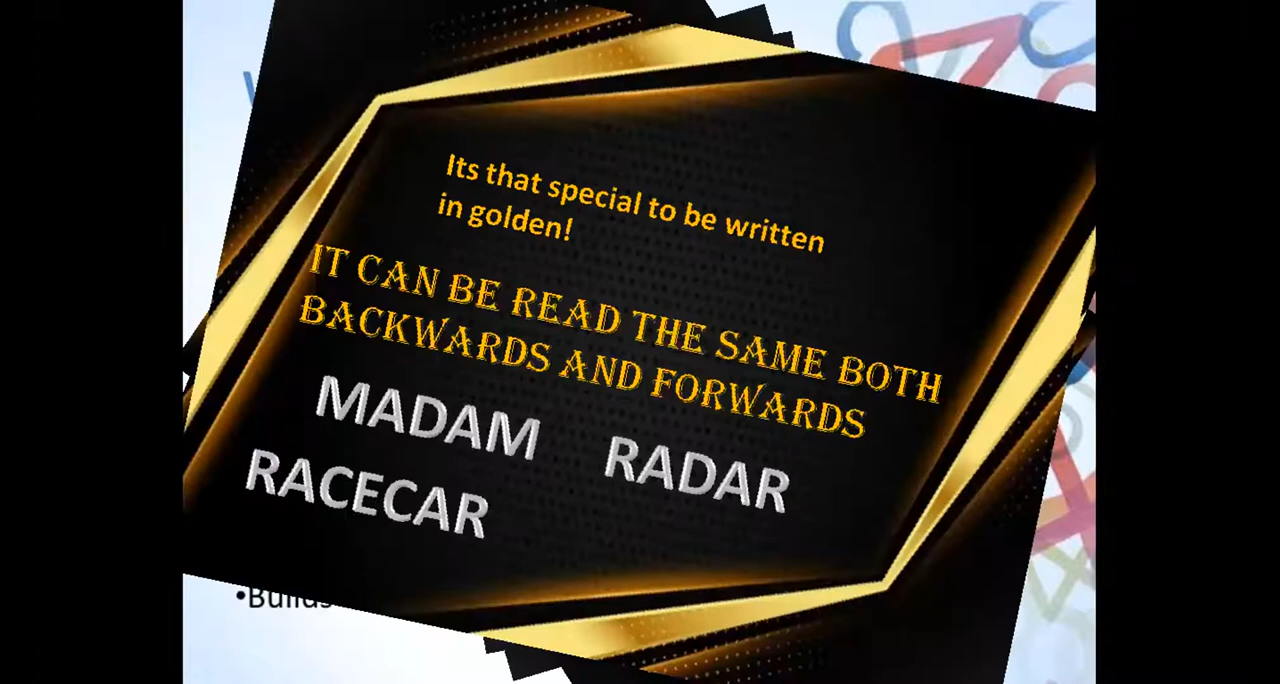 Its that special to be written
in golden!
IT CAN BE READ THE SAME BOTH
BACKWARDS AND FORWARDS
MADAM RADAR
RACECAR
•Builds